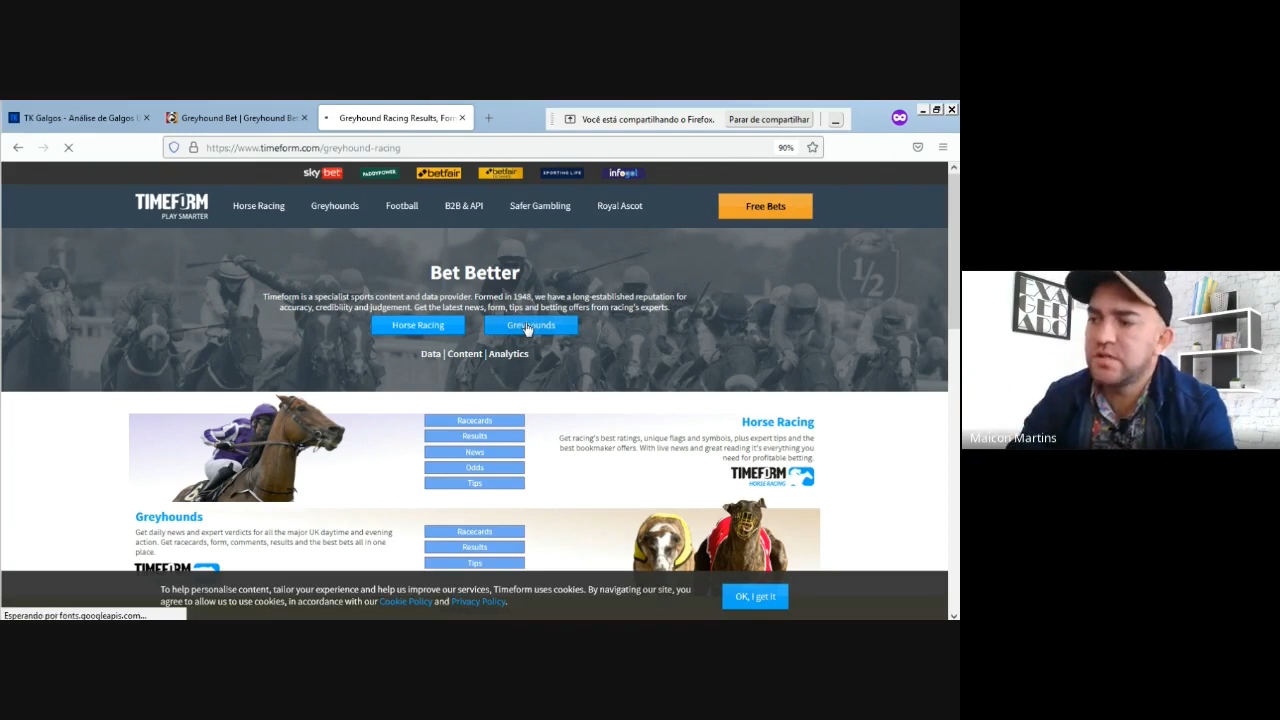 TK Galgos - Análise de Galgos
Greyhound Bet | Greyhound Be
Greyhound Racing Results, For
Você está compartilhando o Firefox.
Parar de compartilhar
https://www.timeform.com/greyhound-racing
90%
sky bet
PADDYPOWER
betfair
betfair
SPORTING LIFE
infogol
TIMEFORM
PLAY SMARTER
Horse Racing
Greyhounds
Football
B2B & API
Safer Gambling
Royal Ascot
Free Bets
1/2
Bet Better
Timeform is a specialist sports content and data provider. Formed in 1948, we have a long-established reputation for
accuracy, credibility and judgement. Get the latest news, form, tips and betting offers from racing's experts.
Horse Racing
Greyhounds
Data | Content | Analytics
Racecards
Results
News
Odds
Tips
Horse Racing
Get racing's best ratings, unique flags and symbols, plus expert tips and the
best bookmaker offers. With live news and great reading it's everything you
need for profitable betting.
TIMEFORM
HORSE RACING
Greyhounds
Get daily news and expert verdicts for all the major UK daytime and evening
action. Get racecards, form, comments, results and the best bets all in one
place.
TIMEFORM
Racecards
Results
Tips
To help personalise content, tailor your experience and help us improve our services, Timeform uses cookies. By navigating our site, you
agree to allow us to use cookies, in accordance with our Cookie Policy and Privacy Policy.
OK, I get it
Esperando por fonts.googleapis.com...
EXA
GER
ADO
Maicon Martins